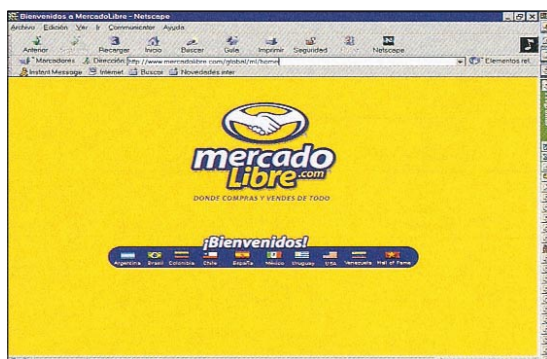 Bienvenidos a MercadoLibre - Netscape
Archivo Edición Ver Ir Communicator Ayuda
Anterior Recargar Inicio Buscar Guía Imprimir Seguridad Netscape
Marcadores Dirección http://www.mercadolibre.com/global/ml/home Elementos rel.
Instant Message Internet Buscar Novedades inter
mercado
Libre.com
DONDE COMPRAS Y VENDES DE TODO
¡Bienvenidos!
Argentina Brasil Colombia Chile España México Uruguay Venezuela Hall of Fame